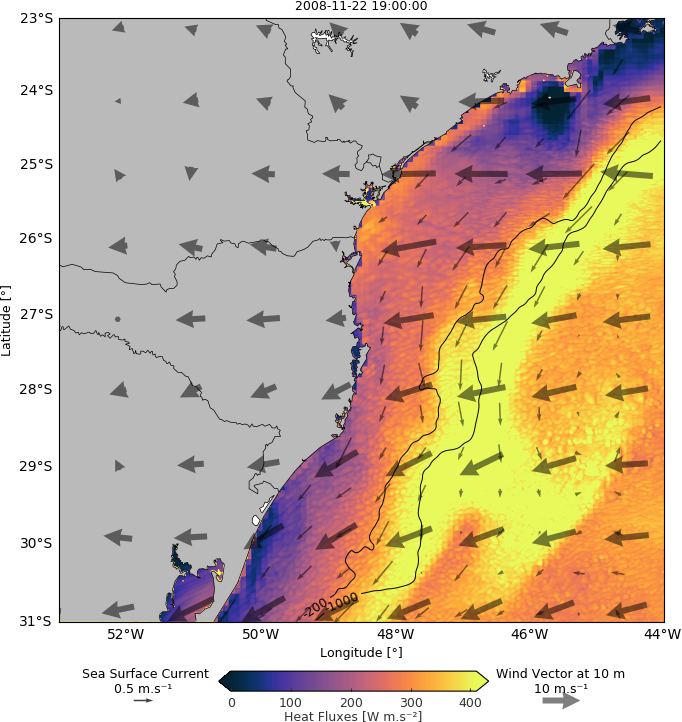 2008-11-22 19:00:00
23°S
24°S
25°S
26°S
27°S
28°S
29°S
30°S
31°S
Latitude [°]
200
1000
52°W 50°W 48°W 46°W 44°W
Longitude [°]
Sea Surface Current
0.5 m.s⁻¹
Wind Vector at 10 m
10 m.s⁻¹
0 100 200 300 400
Heat Fluxes [W m.s⁻²]